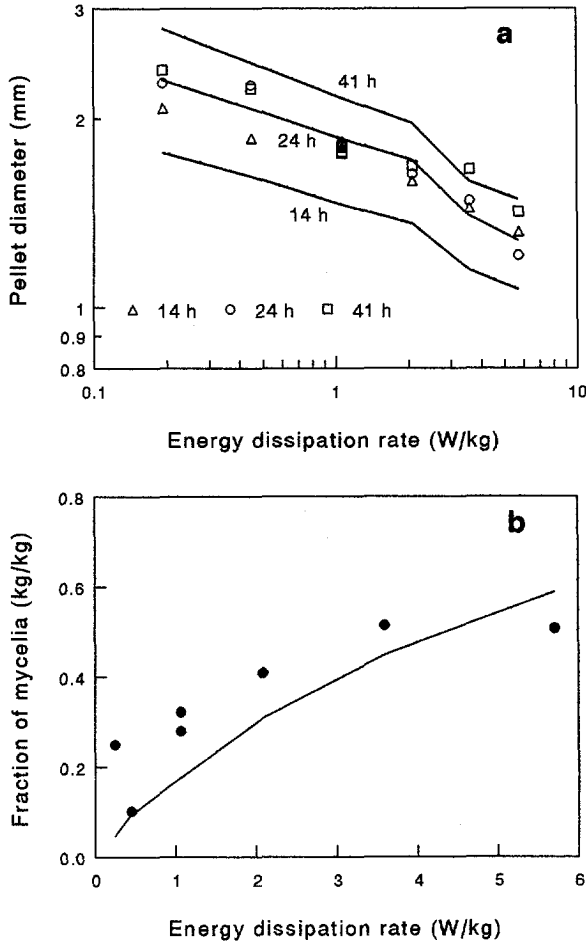 a
3
2
1
0.9
0.8
Pellet diameter (mm)
41 h
24 h
14 h
14 h 24 h 41 h
0.1 1 10
Energy dissipation rate (W/kg)
b
0.8
0.6
0.4
0.2
0.0
Fraction of mycelia (kg/kg)
0 1 2 3 4 5 6
Energy dissipation rate (W/kg)